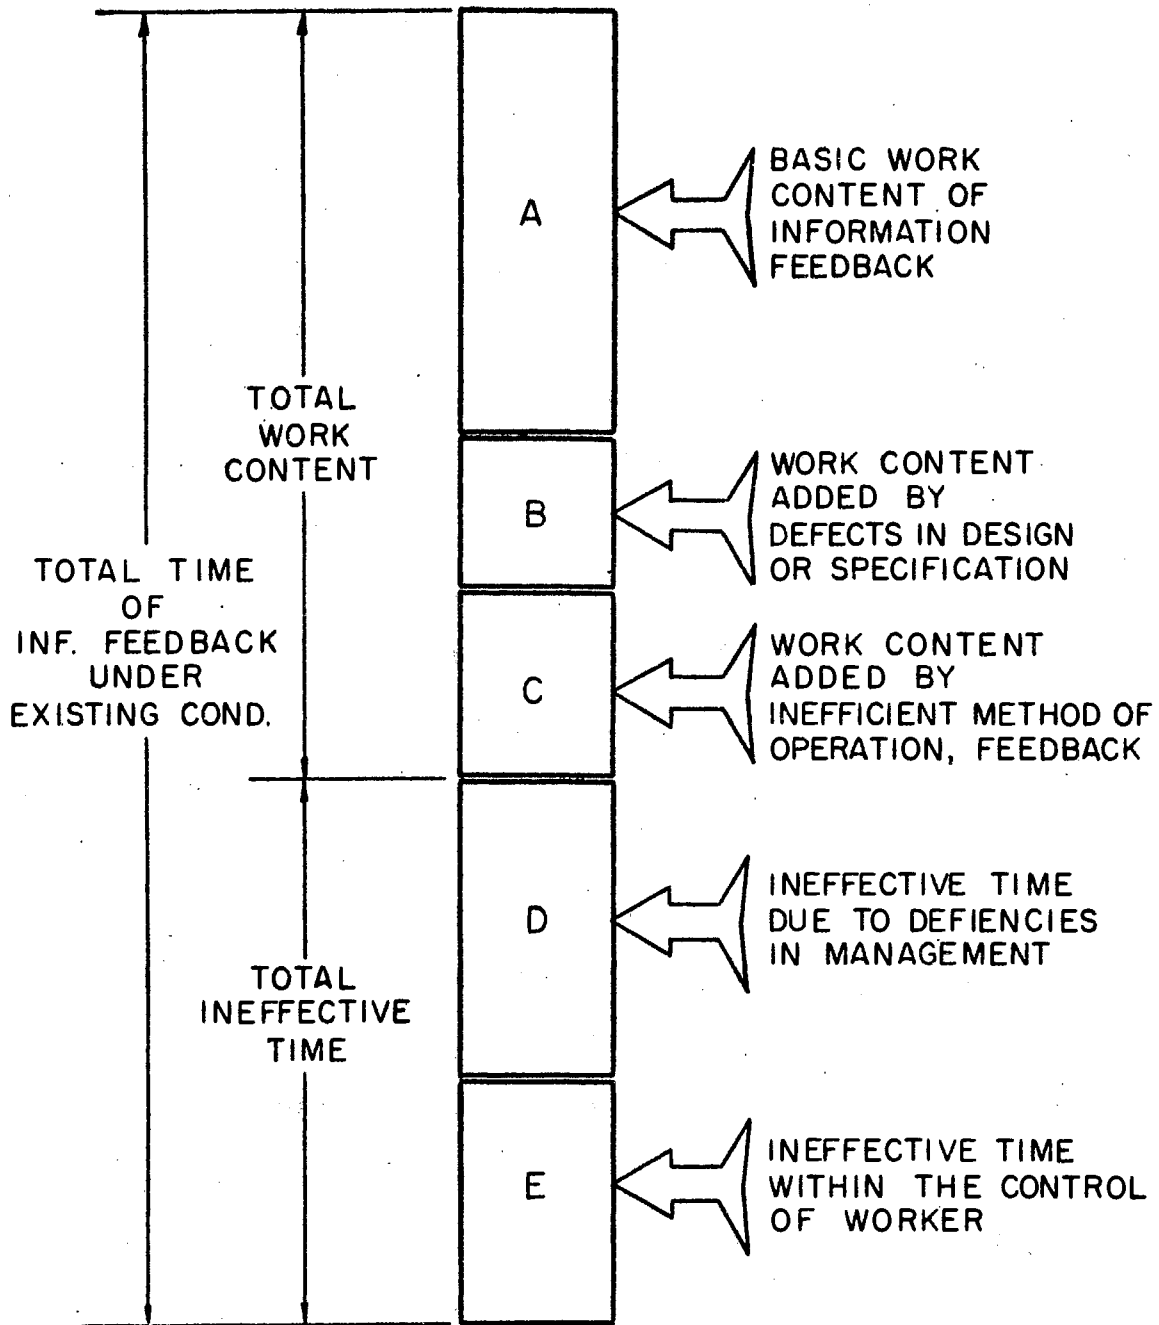 TOTAL TIME
OF
INF. FEEDBACK
UNDER
EXISTING COND.
TOTAL
WORK
CONTENT
TOTAL
INEFFECTIVE
TIME
A
BASIC WORK
CONTENT OF
INFORMATION
FEEDBACK
B
WORK CONTENT
ADDED BY
DEFECTS IN DESIGN
OR SPECIFICATION
C
WORK CONTENT
ADDED BY
INEFFICIENT METHOD OF
OPERATION, FEEDBACK
D
INEFFECTIVE TIME
DUE TO DEFIENCIES
IN MANAGEMENT
E
INEFFECTIVE TIME
WITHIN THE CONTROL
OF WORKER